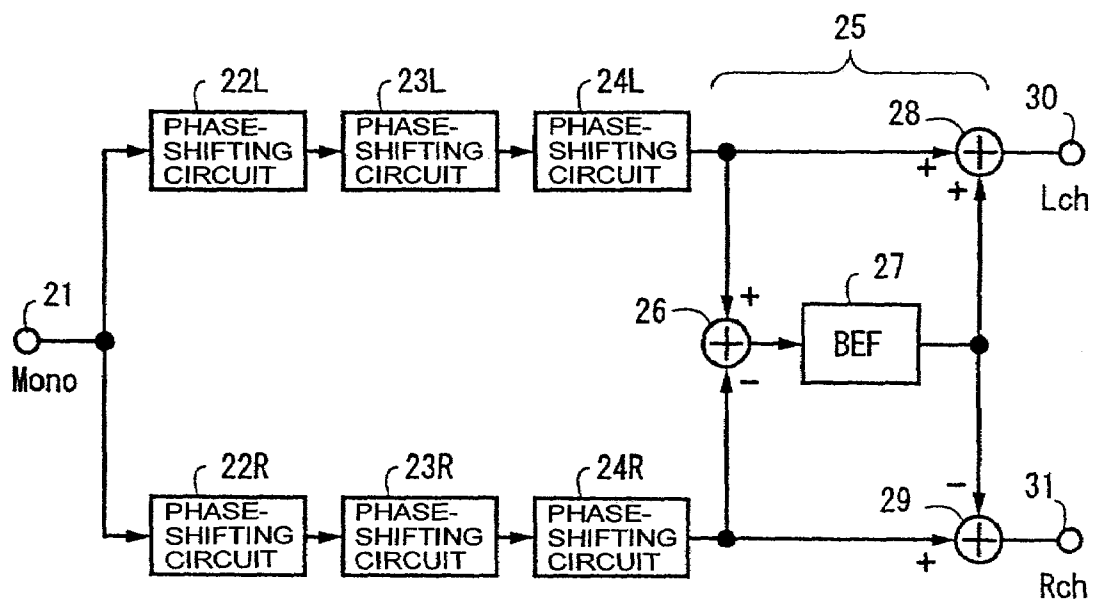 25
22L
23L
24L
28
30
PHASE-
SHIFTING
CIRCUIT
PHASE-
SHIFTING
CIRCUIT
PHASE-
SHIFTING
CIRCUIT
+
+
Lch
21
Mono
26
+
-
27
BEF
22R
23R
24R
29
31
PHASE-
SHIFTING
CIRCUIT
PHASE-
SHIFTING
CIRCUIT
PHASE-
SHIFTING
CIRCUIT
-
+
Rch